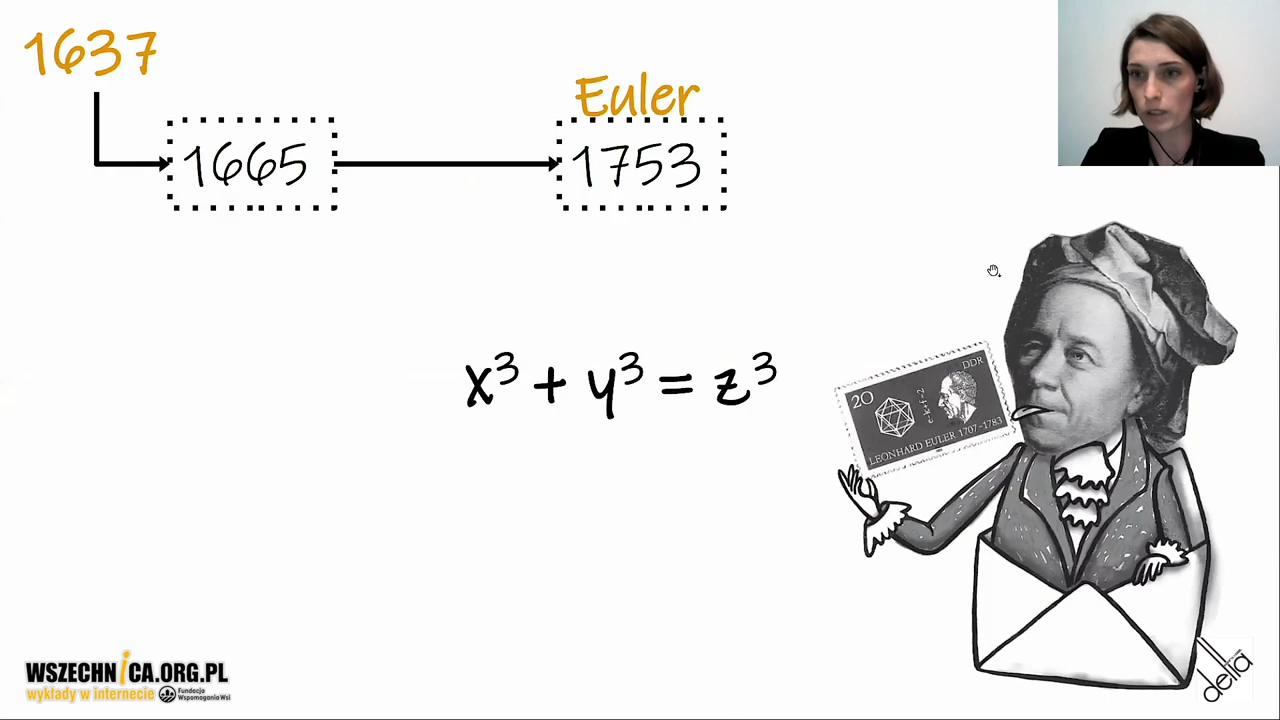 1637
Euler
1665
1753
x³ + y³ = z³
20
DDR
e-k+f=2
LEONHARD EULER 1707-1783
WSZECHNICA.ORG.PL
wykłady w internecie
Fundacja
Wspomagania Wsi
delta